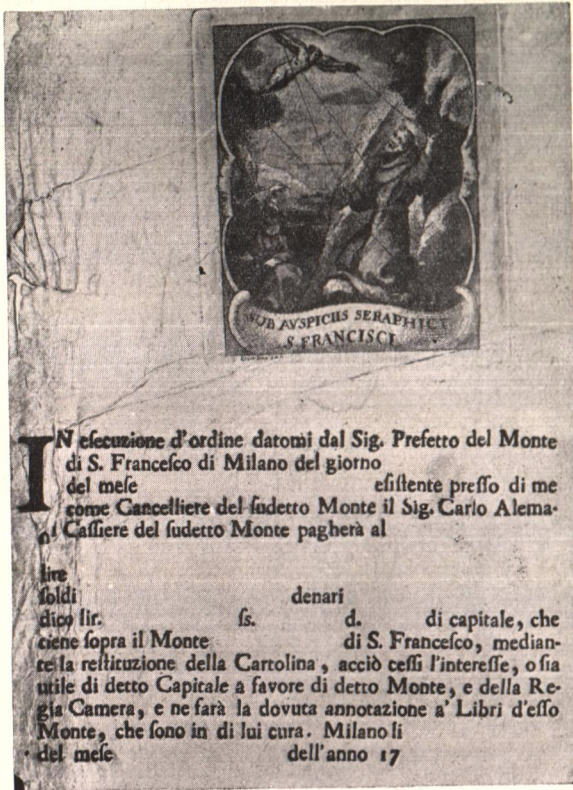 SUB AVSPICIIS SERAPHICI
S. FRANCISCI
IN esecuzione d'ordine datomi dal Sig. Prefetto del Monte
di S. Francesco di Milano del giorno
del mese esistente presso di me
come Cancelliere del sudetto Monte il Sig. Carlo Alema-
ni Cassiere del sudetto Monte pagherà al
lire
soldi denari
dico lir. ſs. d. di capitale, che
tiene sopra il Monte di S. Francesco, median-
te la restituzione della Cartolina, acciò cessi l'interesse, o sia
utile di detto Capitale a favore di detto Monte, e della Re-
gia Camera, e ne farà la dovuta annotazione a' Libri d'esso
Monte, che sono in di lui cura. Milano li
del mese dell'anno 17